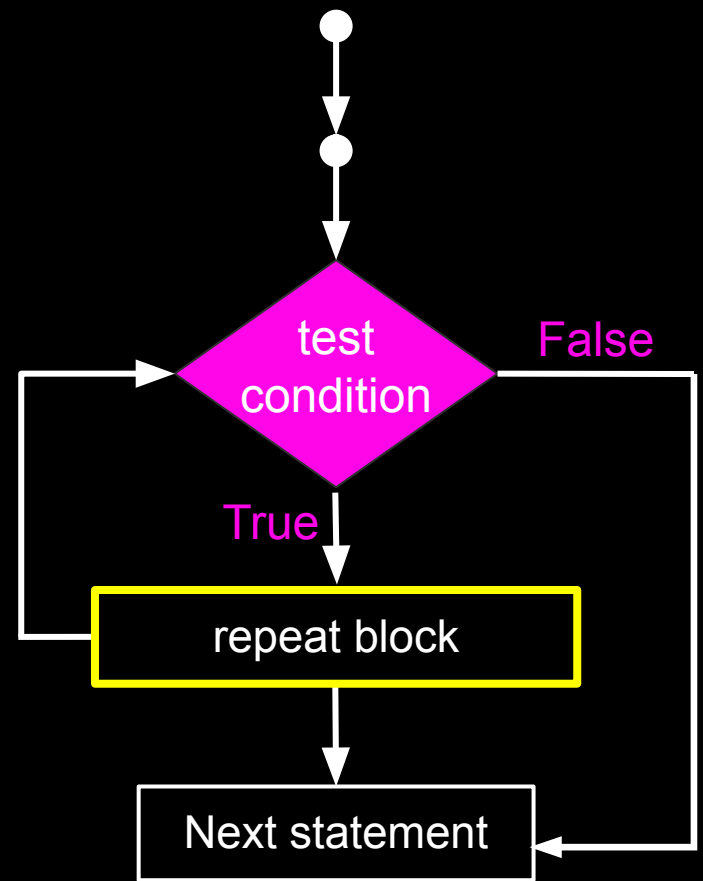 test
condition
False
True
repeat block
Next statement